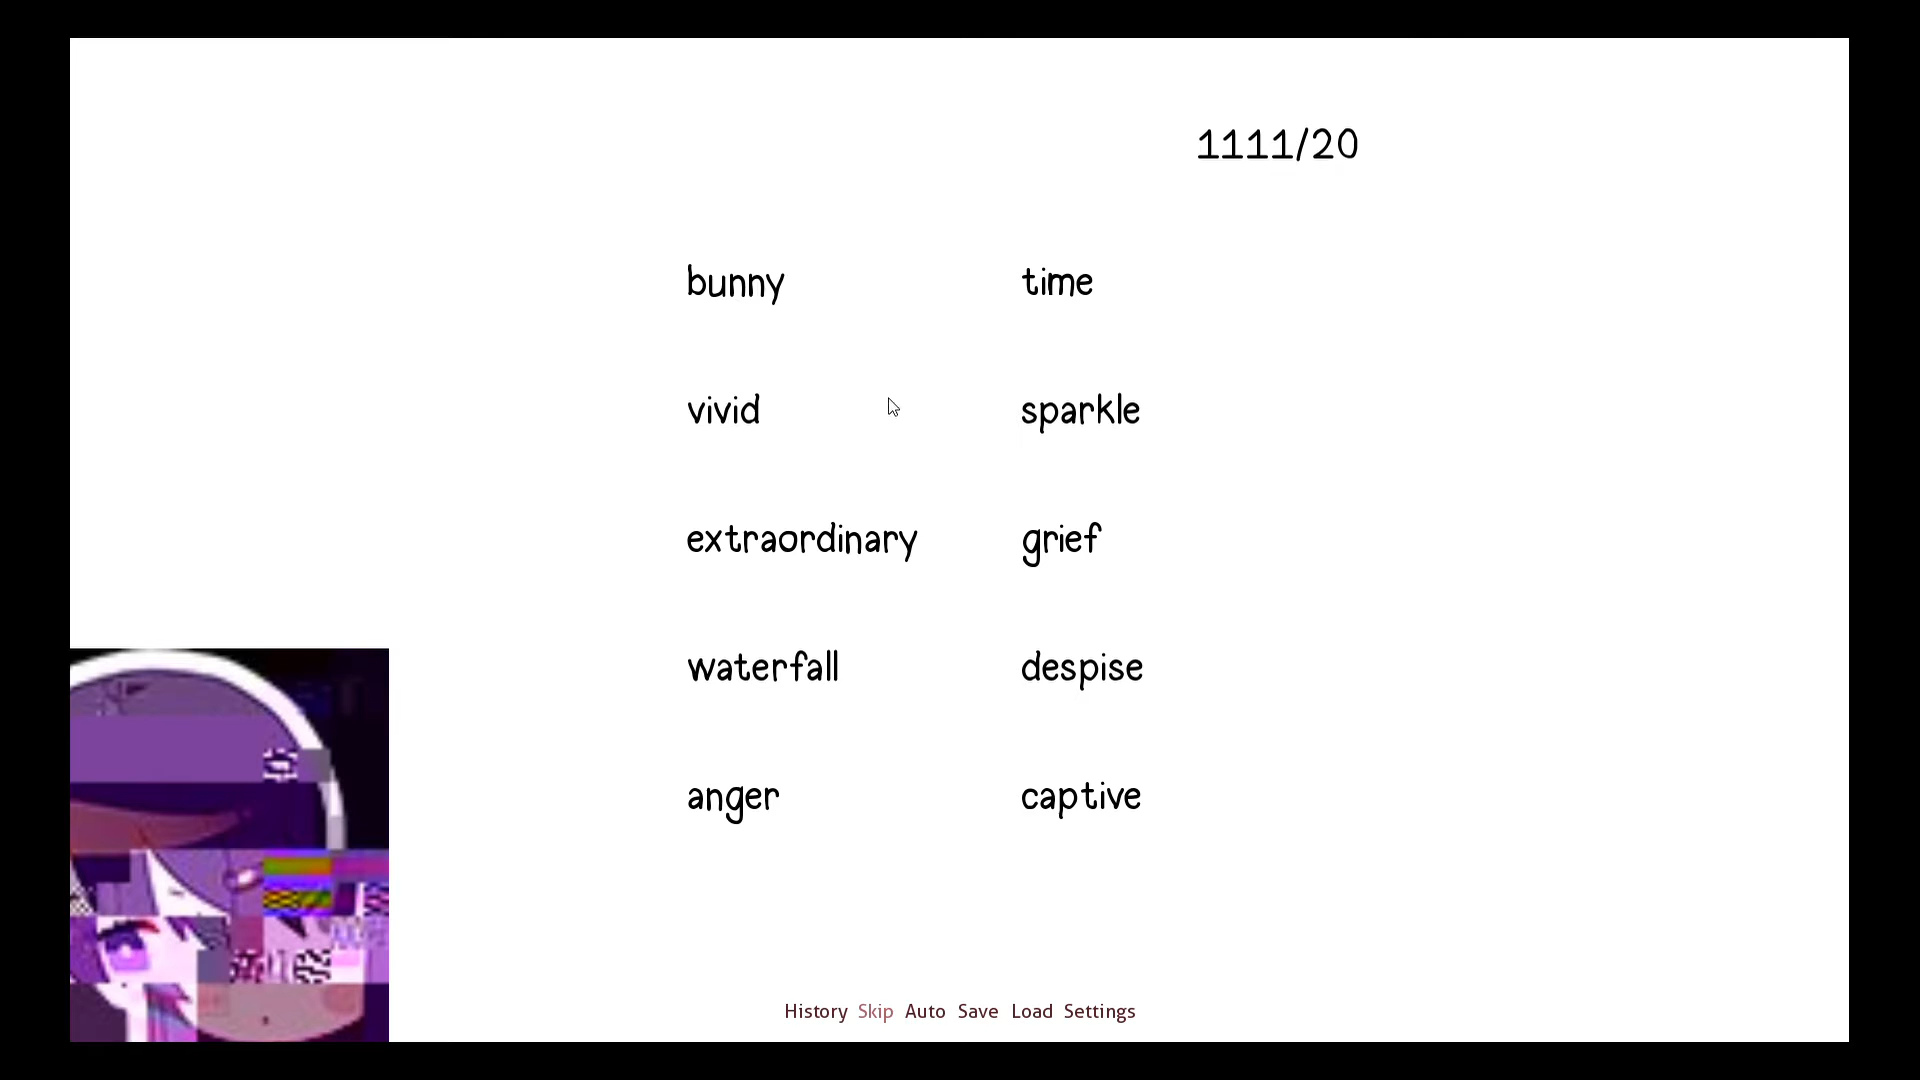 1111/20
bunny time
vivid sparkle
extraordinary grief
waterfall despise
anger captive
History Skip Auto Save Load Settings